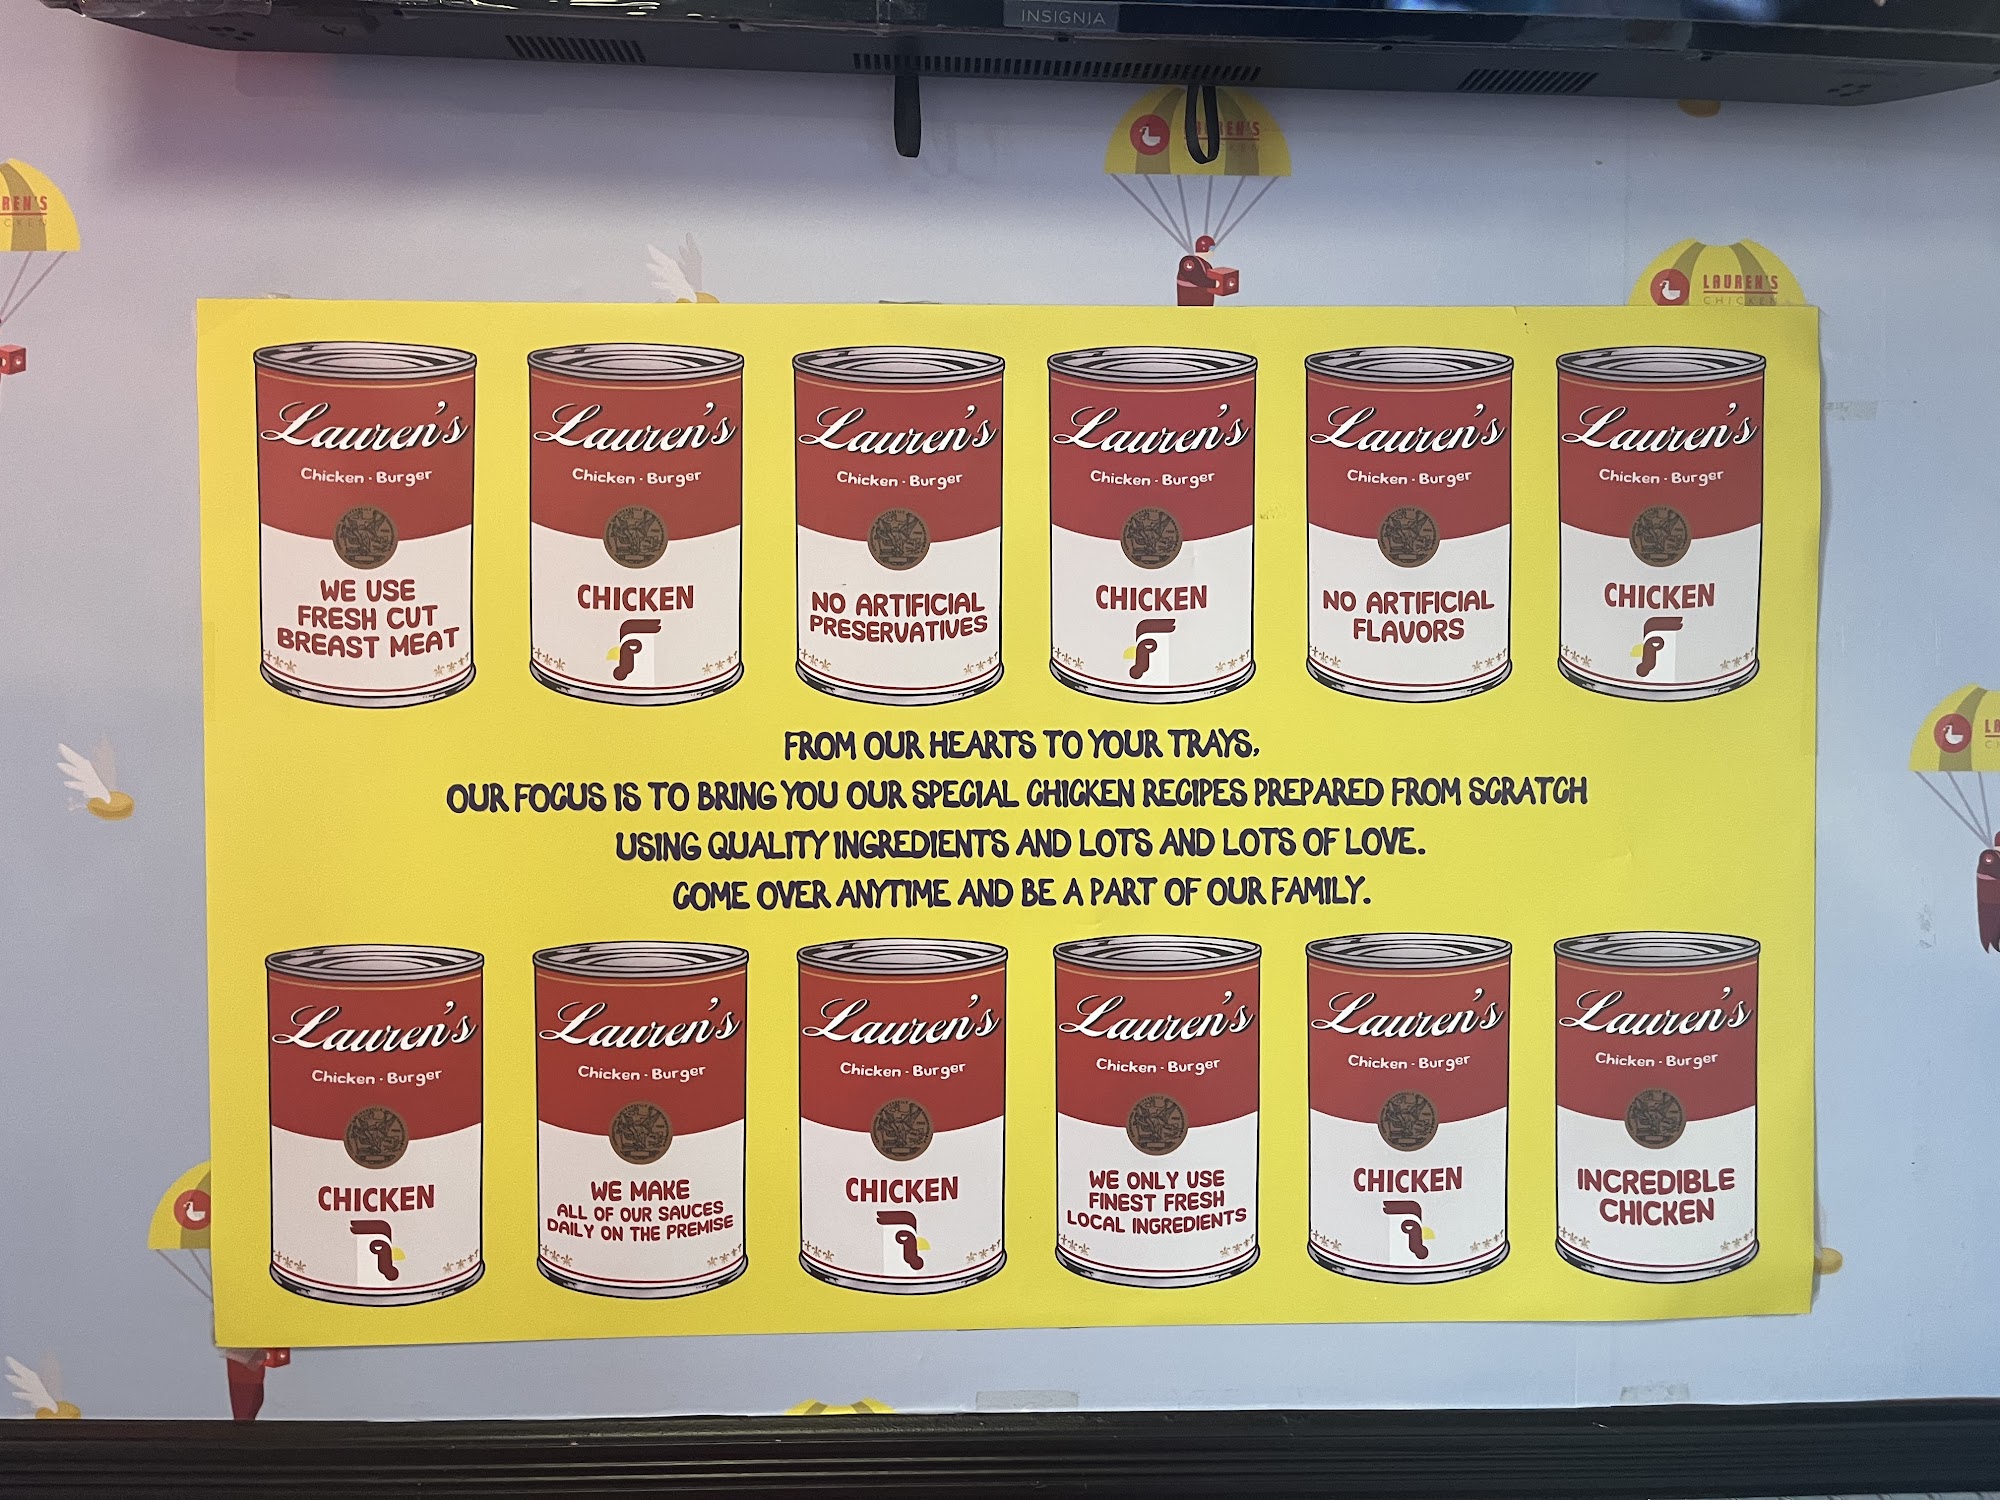 INSIGNIA
LAUREN'S
CHICKEN
LAUREN'S
CHICKEN
Lauren's
Chicken · Burger
WE USE
FRESH CUT
BREAST MEAT
Lauren's
Chicken · Burger
CHICKEN
Lauren's
Chicken · Burger
NO ARTIFICIAL
PRESERVATIVES
Lauren's
Chicken · Burger
CHICKEN
Lauren's
Chicken · Burger
NO ARTIFICIAL
FLAVORS
Lauren's
Chicken · Burger
CHICKEN
FROM OUR HEARTS TO YOUR TRAYS,
OUR FOCUS IS TO BRING YOU OUR SPECIAL CHICKEN RECIPES PREPARED FROM SCRATCH
USING QUALITY INGREDIENTS AND LOTS AND LOTS OF LOVE.
COME OVER ANYTIME AND BE A PART OF OUR FAMILY.
Lauren's
Chicken · Burger
CHICKEN
Lauren's
Chicken · Burger
WE MAKE
ALL OF OUR SAUCES
DAILY ON THE PREMISE
Lauren's
Chicken · Burger
CHICKEN
Lauren's
Chicken · Burger
WE ONLY USE
FINEST FRESH
LOCAL INGREDIENTS
Lauren's
Chicken · Burger
CHICKEN
Lauren's
Chicken · Burger
INCREDIBLE
CHICKEN